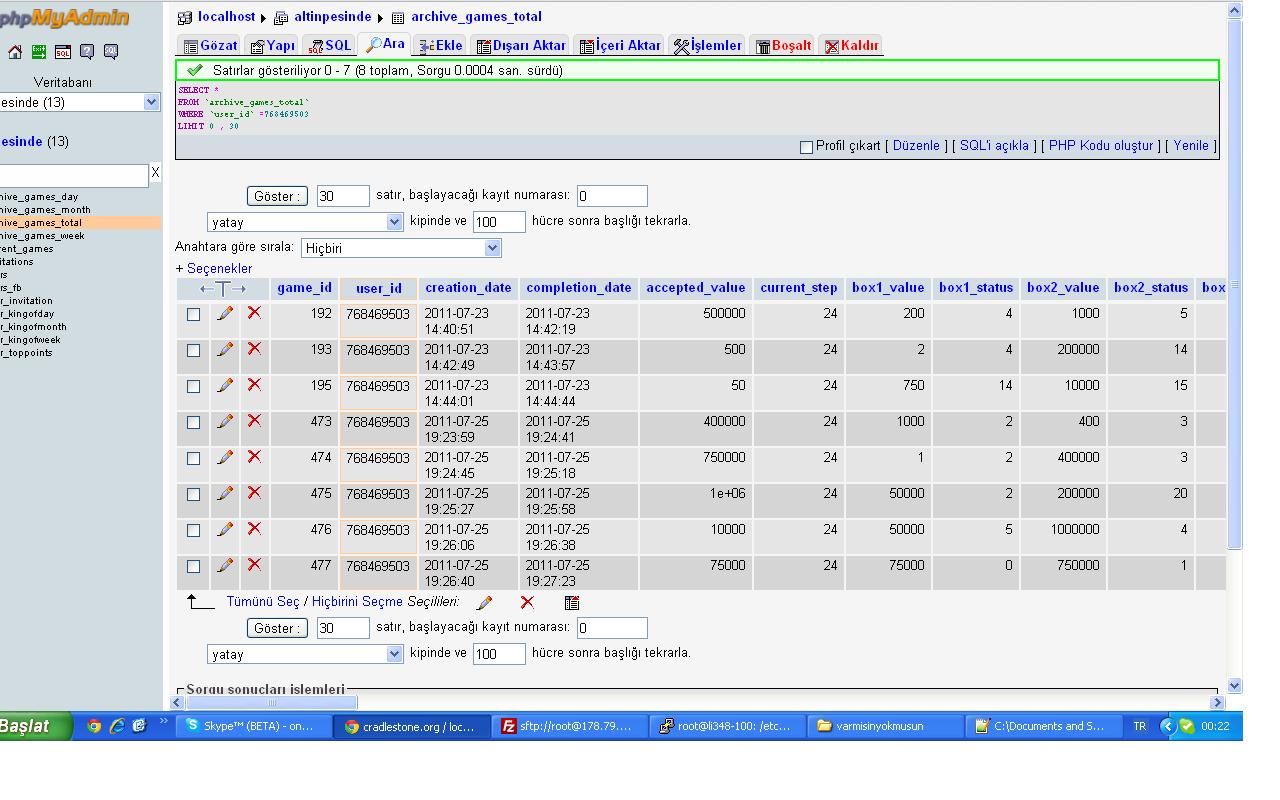 phpMyAdmin
Veritabanı
esinde (13)
esinde (13)
X
hive_games_day
hive_games_month
hive_games_total
hive_games_week
rent_games
itations
rs
rs_fb
r_invitation
r_kingofday
r_kingofmonth
r_kingofweek
r_toppoints
localhost ▸ altinpesinde ▸ archive_games_total
Gözat Yapı SQL Ara Ekle Dışarı Aktar İçeri Aktar İşlemler Boşalt Kaldır
Satırlar gösteriliyor 0 - 7 (8 toplam, Sorgu 0.0004 san. sürdü)
SELECT *
FROM `archive_games_total`
WHERE `user_id` =768469503
LIMIT 0 , 30
Profil çıkart [ Düzenle ] [ SQL'i açıkla ] [ PHP Kodu oluştur ] [ Yenile ]
Göster : 30 satır, başlayacağı kayıt numarası: 0
yatay kipinde ve 100 hücre sonra başlığı tekrarla.
Anahtara göre sırala: Hiçbiri
+ Seçenekler
←T→ game_id user_id creation_date completion_date accepted_value current_step box1_value box1_status box2_value box2_status box
192 768469503 2011-07-23 14:40:51 2011-07-23 14:42:19 500000 24 200 4 1000 5
193 768469503 2011-07-23 14:42:49 2011-07-23 14:43:57 500 24 2 4 200000 14
195 768469503 2011-07-23 14:44:01 2011-07-23 14:44:44 50 24 750 14 10000 15
473 768469503 2011-07-25 19:23:59 2011-07-25 19:24:41 400000 24 1000 2 400 3
474 768469503 2011-07-25 19:24:45 2011-07-25 19:25:18 750000 24 1 2 400000 3
475 768469503 2011-07-25 19:25:27 2011-07-25 19:25:58 1e+06 24 50000 2 200000 20
476 768469503 2011-07-25 19:26:06 2011-07-25 19:26:38 10000 24 50000 5 1000000 4
477 768469503 2011-07-25 19:26:40 2011-07-25 19:27:23 75000 24 75000 0 750000 1
Tümünü Seç / Hiçbirini Seçme Seçilileri:
Göster : 30 satır, başlayacağı kayıt numarası: 0
yatay kipinde ve 100 hücre sonra başlığı tekrarla.
Sorgu sonuçları işlemleri
Başlat » Skype™ (BETA) - on... cradlestone.org / loc... sftp://root@178.79.... root@li348-100: /etc... varmisinyokmusun C:\Documents and S... TR 00:22